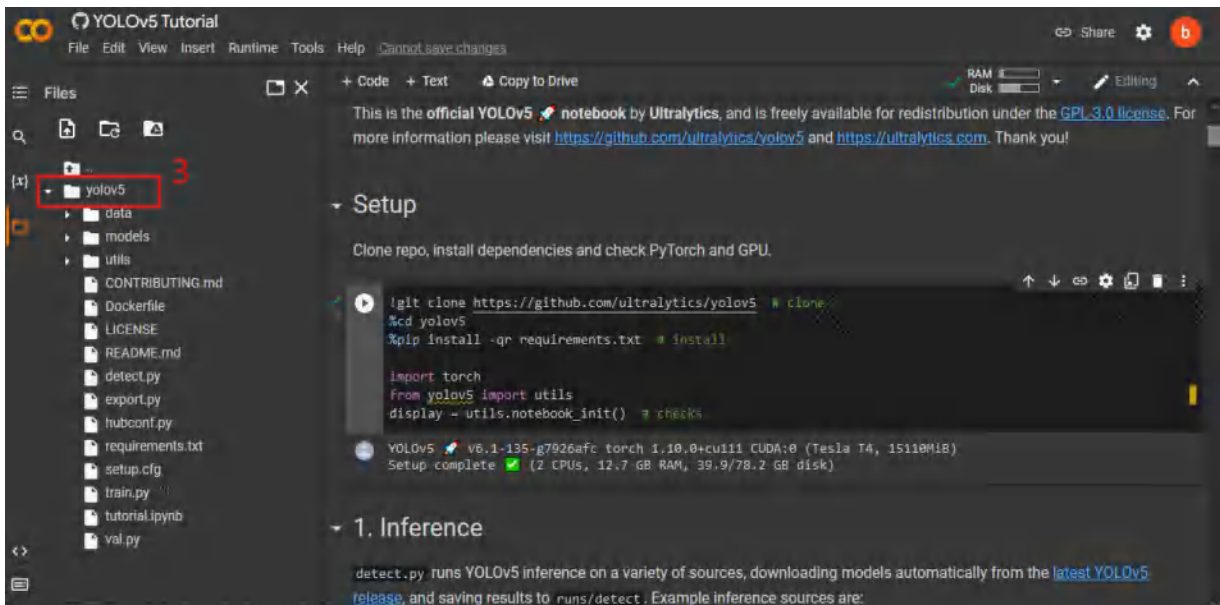 YOLOv5 Tutorial
File Edit View Insert Runtime Tools Help Cannot save changes
Share
b
Files
+ Code + Text Copy to Drive
RAM
Disk
Editing
This is the official YOLOv5 🚀 notebook by Ultralytics, and is freely available for redistribution under the GPL-3.0 license. For
more information please visit https://github.com/ultralytics/yolov5 and https://ultralytics.com. Thank you!
{x}
..
3
yolov5
data
models
utils
CONTRIBUTING.md
Dockerfile
LICENSE
README.md
detect.py
export.py
hubconf.py
requirements.txt
setup.cfg
train.py
tutorial.ipynb
val.py
<>
Setup
Clone repo, install dependencies and check PyTorch and GPU.
!git clone https://github.com/ultralytics/yolov5 # clone
%cd yolov5
%pip install -qr requirements.txt # install
import torch
from yolov5 import utils
display = utils.notebook_init() # checks
YOLOv5 🚀 v6.1-135-g7926afc torch 1.10.0+cu111 CUDA:0 (Tesla T4, 15110MiB)
Setup complete ✅ (2 CPUs, 12.7 GB RAM, 39.9/78.2 GB disk)
1. Inference
detect.py runs YOLOv5 inference on a variety of sources, downloading models automatically from the latest YOLOv5
release, and saving results to runs/detect. Example inference sources are: